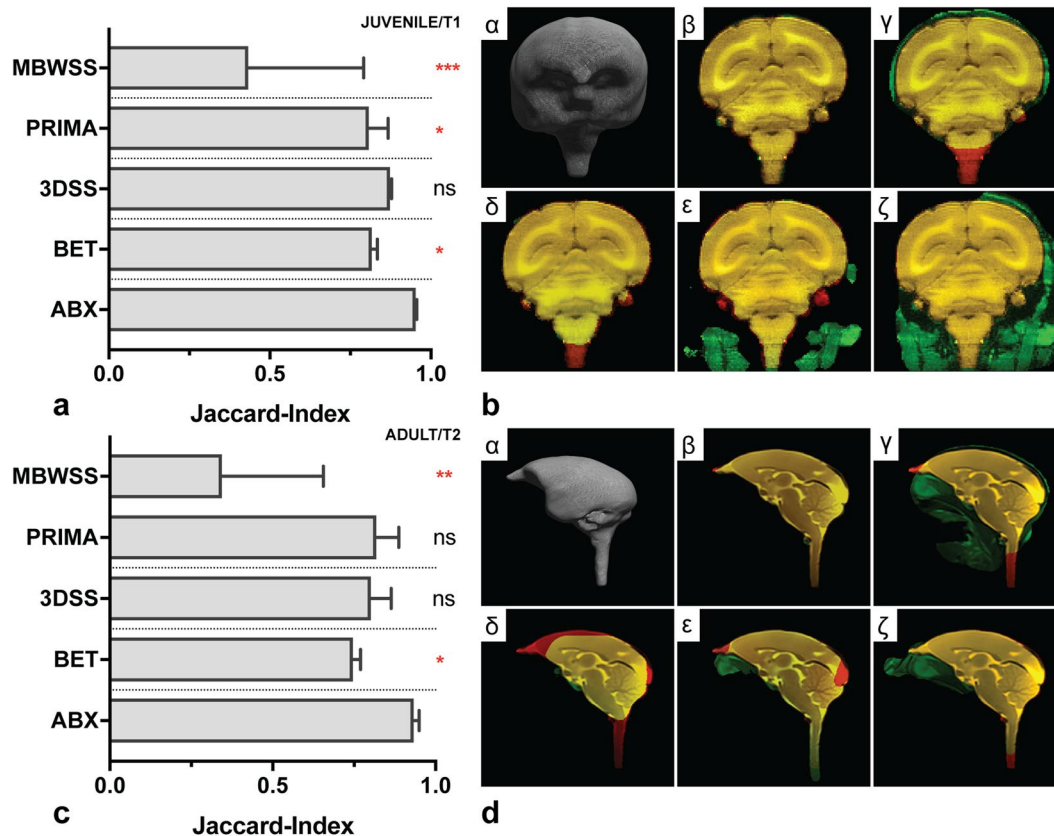 JUVENILE/T1
MBWSS ***
PRIMA *
3DSS ns
BET *
ABX
0.0 0.5 1.0
a Jaccard-Index
α β γ
δ ε ζ
b
ADULT/T2
MBWSS **
PRIMA ns
3DSS ns
BET *
ABX
0.0 0.5 1.0
c Jaccard-Index
α β γ
δ ε ζ
d